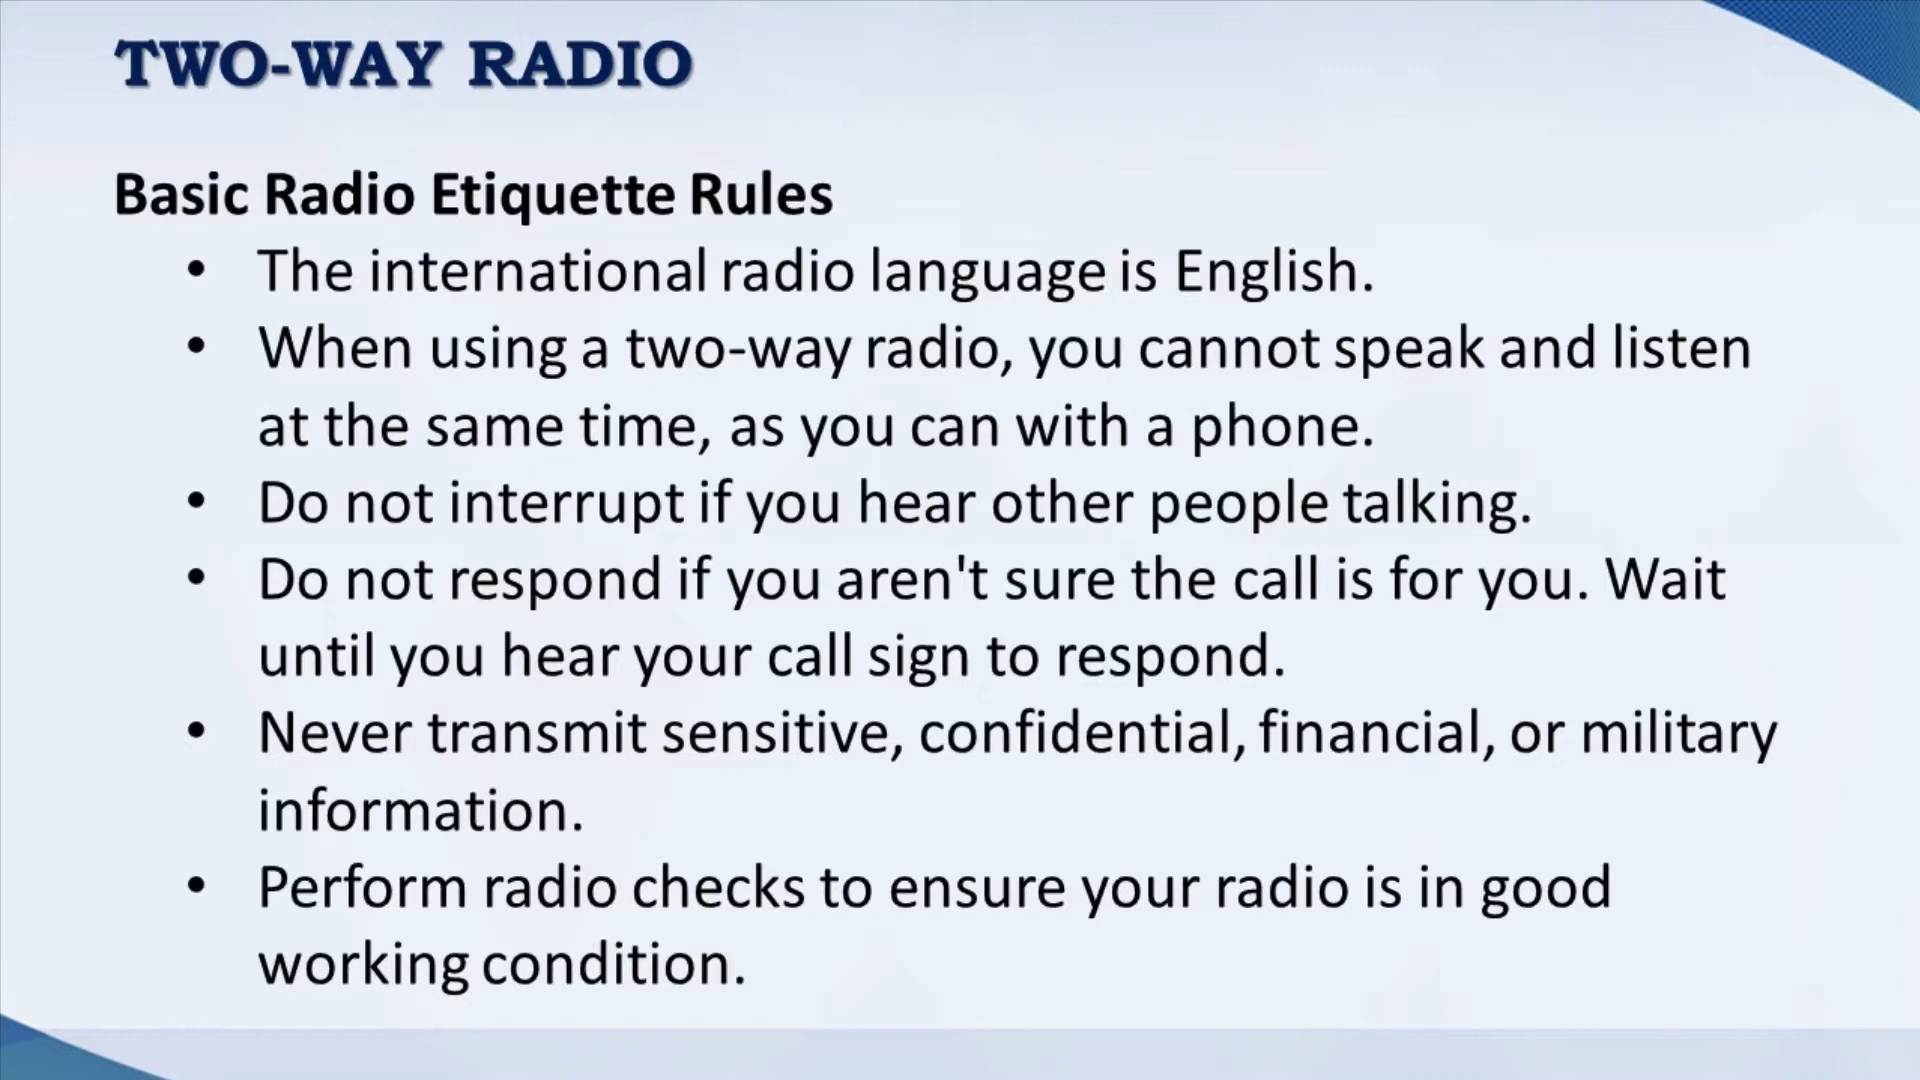 TWO-WAY RADIO
Basic Radio Etiquette Rules
• The international radio language is English.
• When using a two-way radio, you cannot speak and listen
at the same time, as you can with a phone.
• Do not interrupt if you hear other people talking.
• Do not respond if you aren't sure the call is for you. Wait
until you hear your call sign to respond.
• Never transmit sensitive, confidential, financial, or military
information.
• Perform radio checks to ensure your radio is in good
working condition.